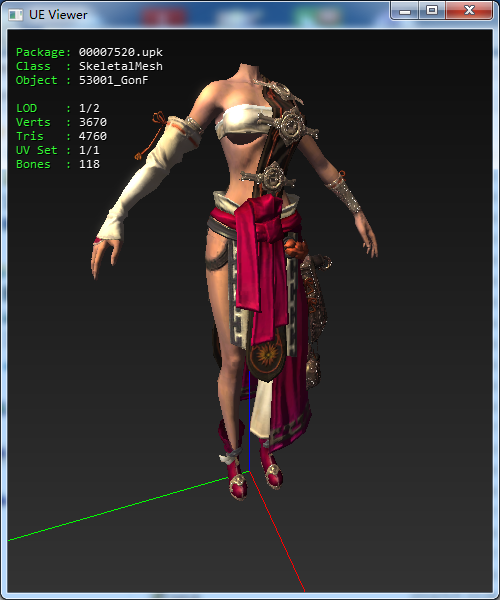 UE Viewer
Package: 00007520.upk
Class : SkeletalMesh
Object : 53001_GonF
LOD : 1/2
Verts : 3670
Tris : 4760
UV Set : 1/1
Bones : 118